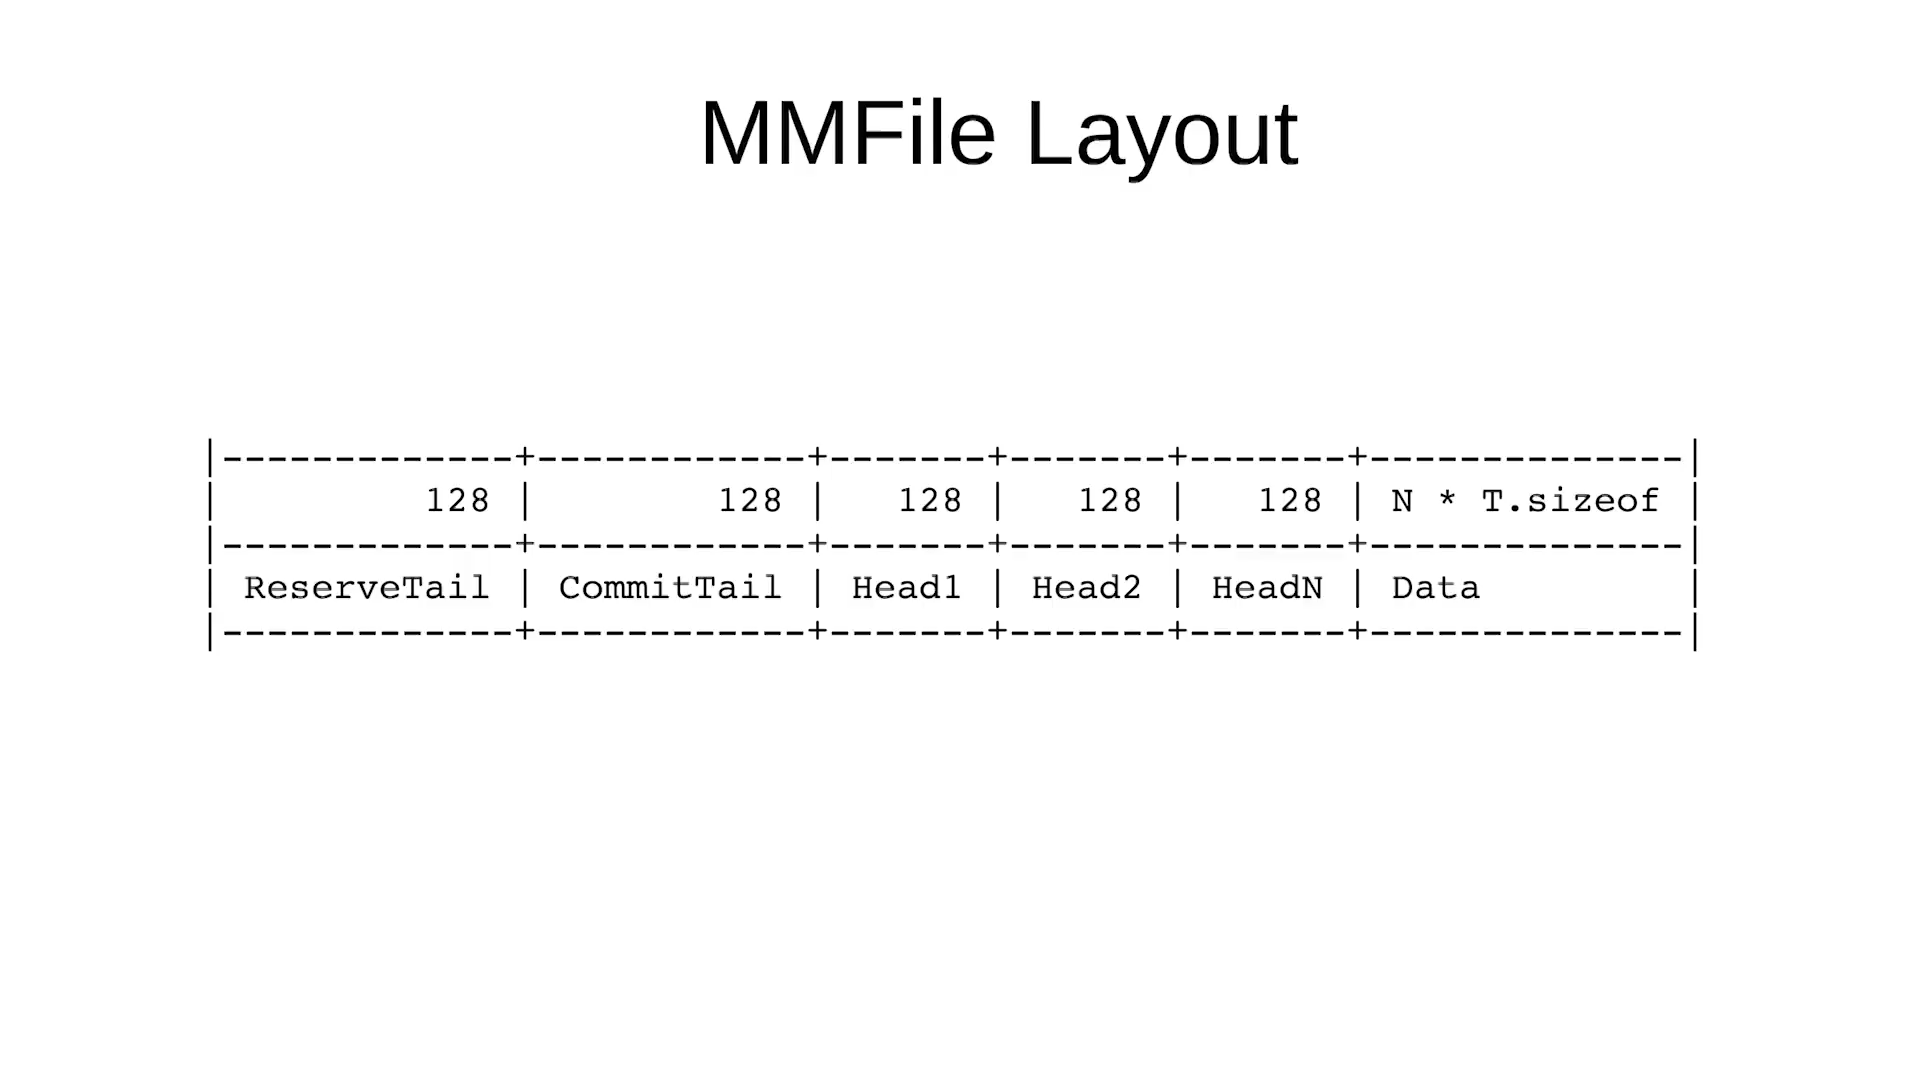 MMFile Layout
|-------------+------------+-------+-------+-------+--------------|
|         128 |        128 |   128 |   128 |   128 | N * T.sizeof |
|-------------+------------+-------+-------+-------+--------------|
| ReserveTail | CommitTail | Head1 | Head2 | HeadN | Data         |
|-------------+------------+-------+-------+-------+--------------|